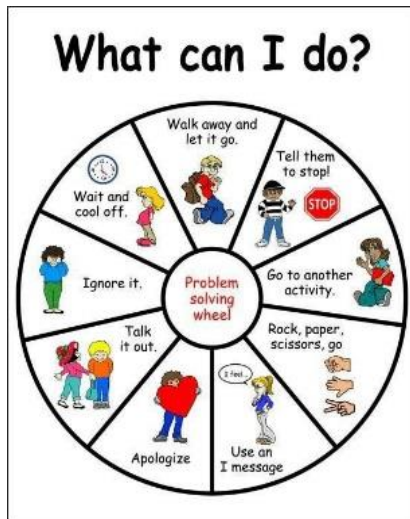 What can I do?
Walk away and
let it go.
Tell them
to stop!
STOP
Go to another
activity.
Rock, paper,
scissors, go
I feel...
Use an
I message
Apologize
Talk
it out.
Ignore it.
Wait and
cool off.
Problem
solving
wheel